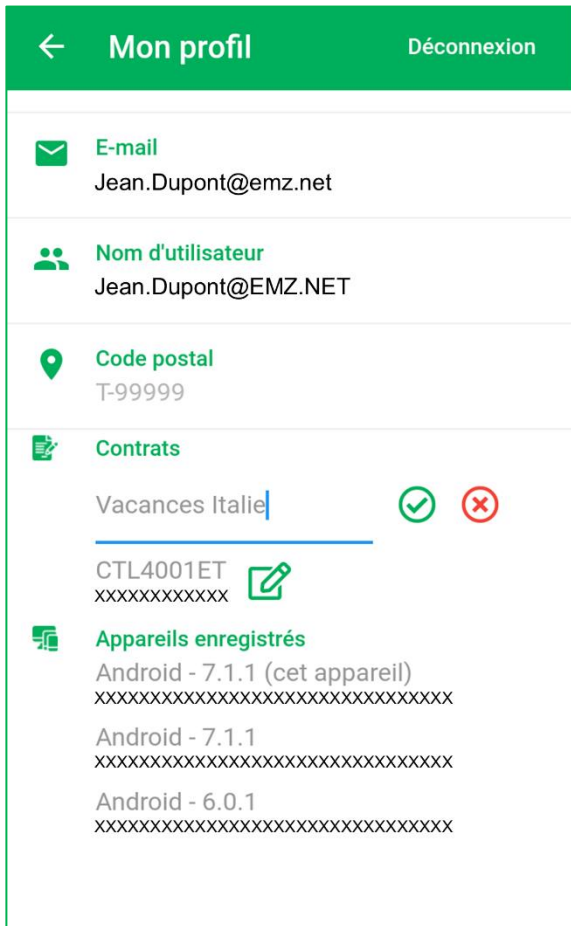 Mon profil Déconnexion
E-mail
Jean.Dupont@emz.net
Nom d'utilisateur
Jean.Dupont@EMZ.NET
Code postal
T-99999
Contrats
Vacances Italie
CTL4001ET
xxxxxxxxxxxx
Appareils enregistrés
Android - 7.1.1 (cet appareil)
xxxxxxxxxxxxxxxxxxxxxxxxxxxxxxxx
Android - 7.1.1
xxxxxxxxxxxxxxxxxxxxxxxxxxxxxxxx
Android - 6.0.1
xxxxxxxxxxxxxxxxxxxxxxxxxxxxxxxx